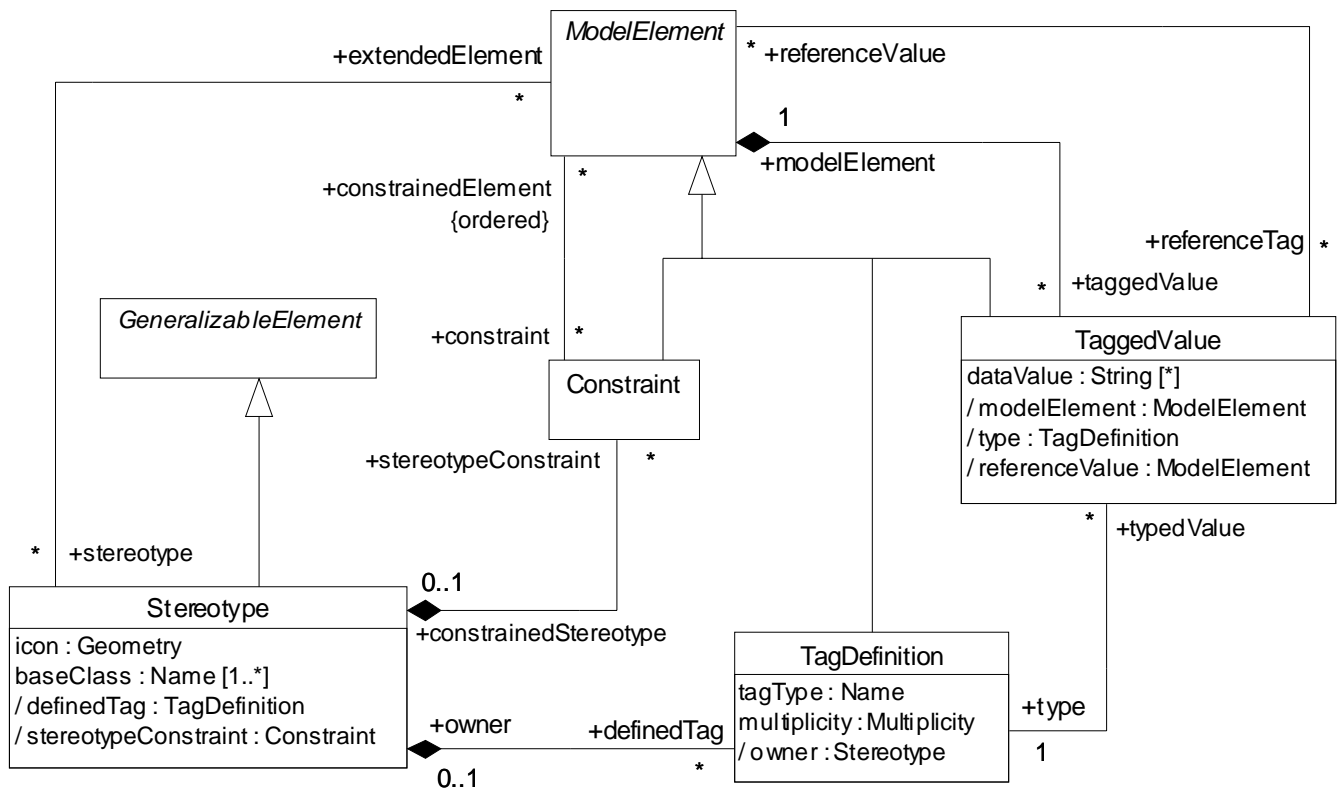 ModelElement
+extendedElement
*
* +referenceValue
1
+modelElement
+constrainedElement
*
{ordered}
+referenceTag *
* +taggedValue
GeneralizableElement
+constraint *
TaggedValue
dataValue : String [*]
/ modelElement : ModelElement
/ type : TagDefinition
/ referenceValue : ModelElement
Constraint
+stereotypeConstraint *
* +typedValue
* +stereotype
0..1
+constrainedStereotype
Stereotype
icon : Geometry
baseClass : Name [1..*]
/ definedTag : TagDefinition
/ stereotypeConstraint : Constraint
+owner
0..1
+definedTag
*
TagDefinition
tagType : Name
multiplicity : Multiplicity
/ owner : Stereotype
+type
1